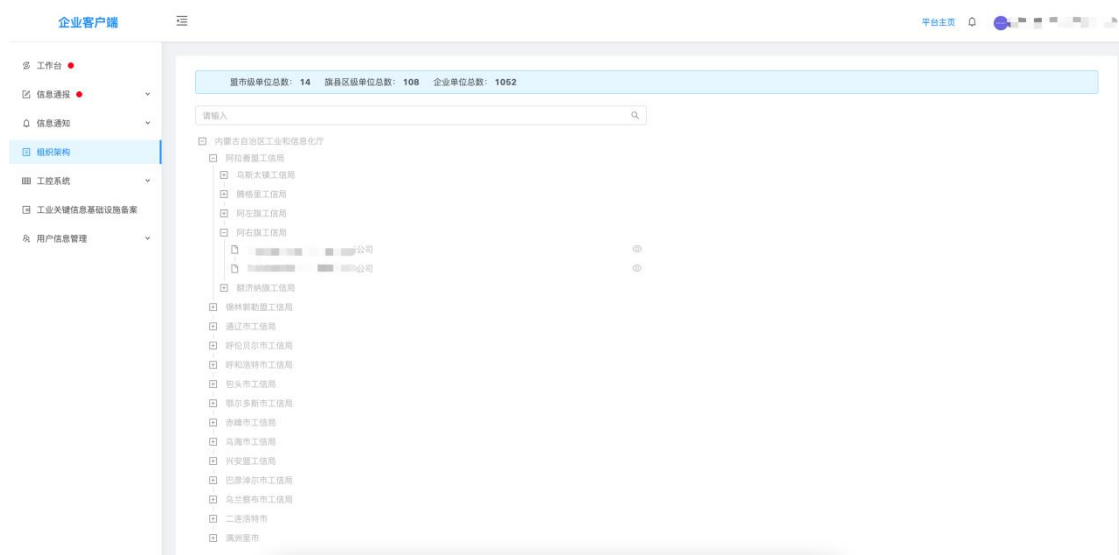 企业客户端
平台主页
工作台
信息通报
信息通知
组织架构
工控系统
工业关键信息基础设施备案
用户信息管理
盟市级单位总数: 14 旗县区级单位总数: 108 企业单位总数: 1052
请输入
内蒙古自治区工业和信息化厅
阿拉善盟工信局
乌斯太镇工信局
腾格里工信局
阿左旗工信局
阿右旗工信局
公司
公司
额济纳旗工信局
锡林郭勒盟工信局
通辽市工信局
呼伦贝尔市工信局
呼和浩特市工信局
包头市工信局
鄂尔多斯市工信局
赤峰市工信局
乌海市工信局
兴安盟工信局
巴彦淖尔市工信局
乌兰察布市工信局
二连浩特市
满洲里市